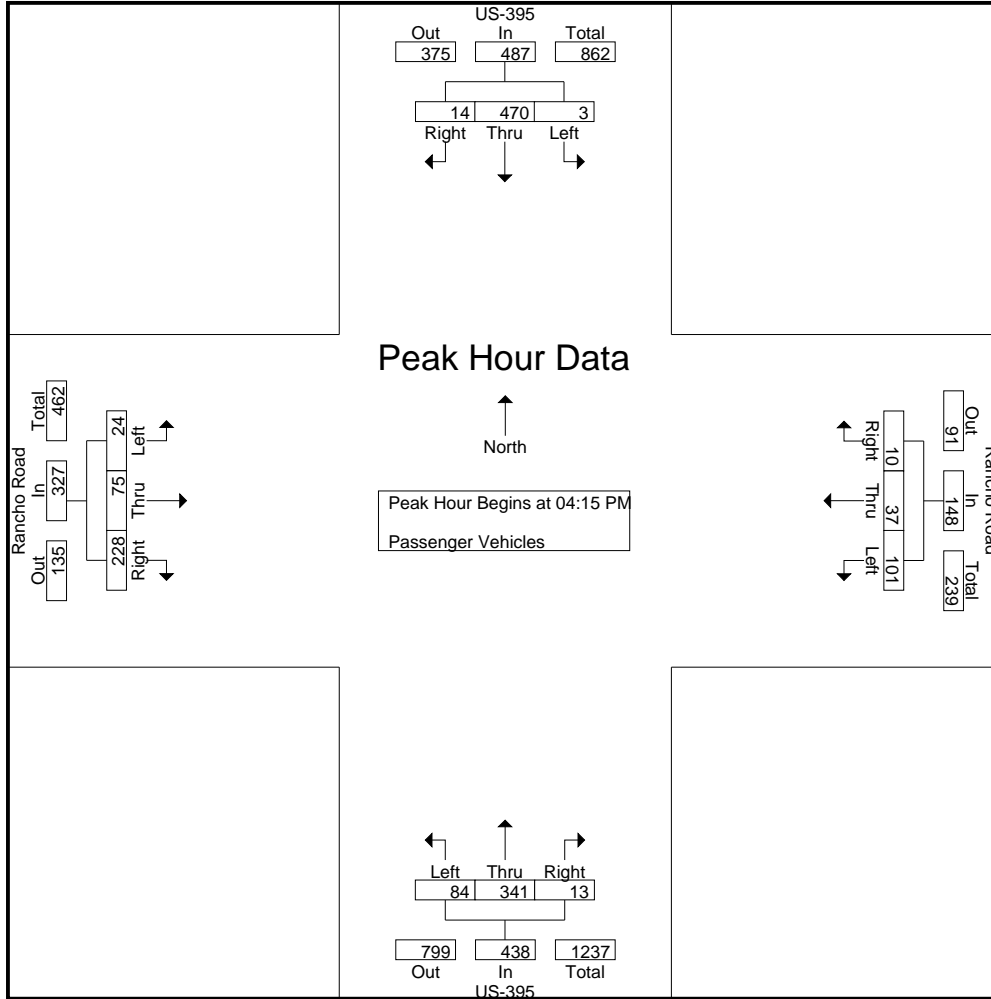 US-395
Out In Total
375 487 862
14 470 3
Right Thru Left
Peak Hour Data
North
Peak Hour Begins at 04:15 PM
Passenger Vehicles
Rancho Road
Out In Total
135 327 462
24 75 228
Left Thru Right
Rancho Road
Out In Total
91 148 239
10 37 101
Right Thru Left
Left Thru Right
84 341 13
799 438 1237
Out In Total
US-395